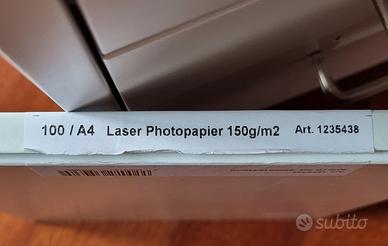 100 / A4 Laser Photopapier 150g/m2 Art. 1235438
subito